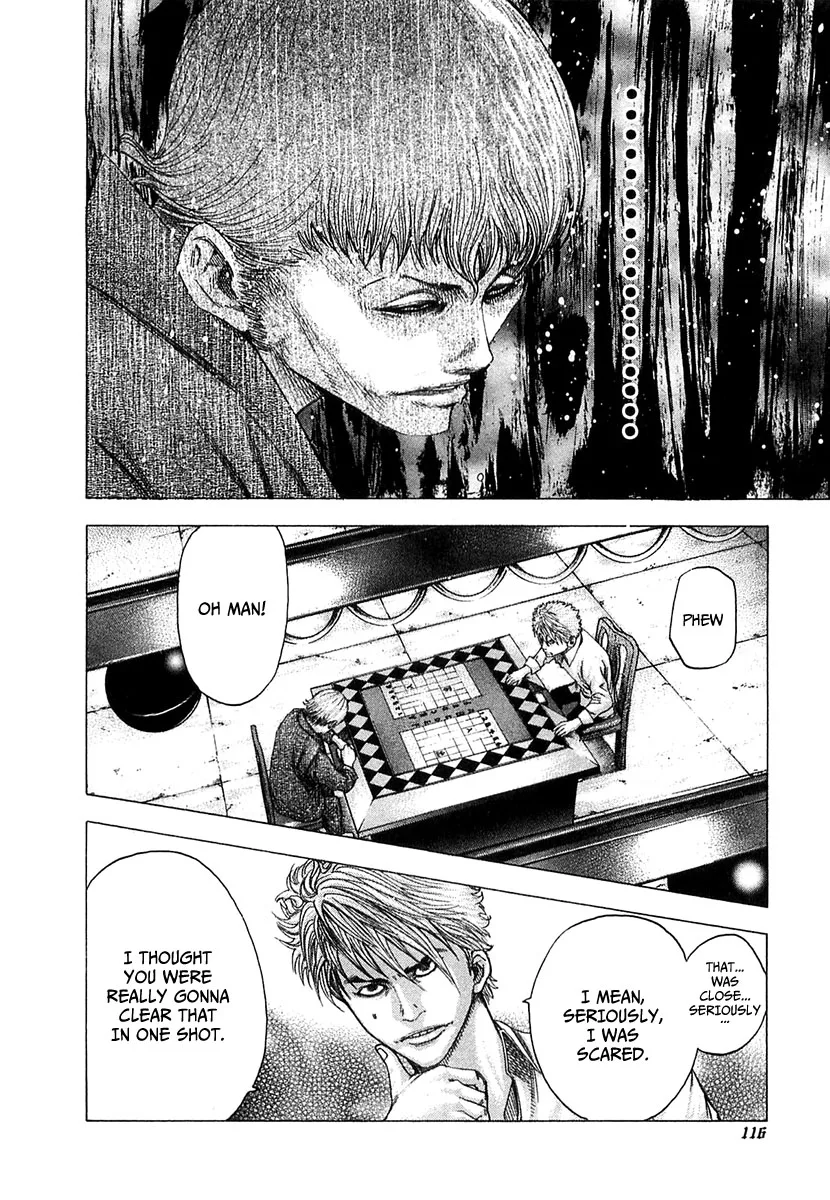 PHEW
OH MAN!
THAT...
WAS
CLOSE...
SERIOUSLY
...
I MEAN,
SERIOUSLY,
I WAS
SCARED.
I THOUGHT
YOU WERE
REALLY GONNA
CLEAR THAT
IN ONE SHOT.
116